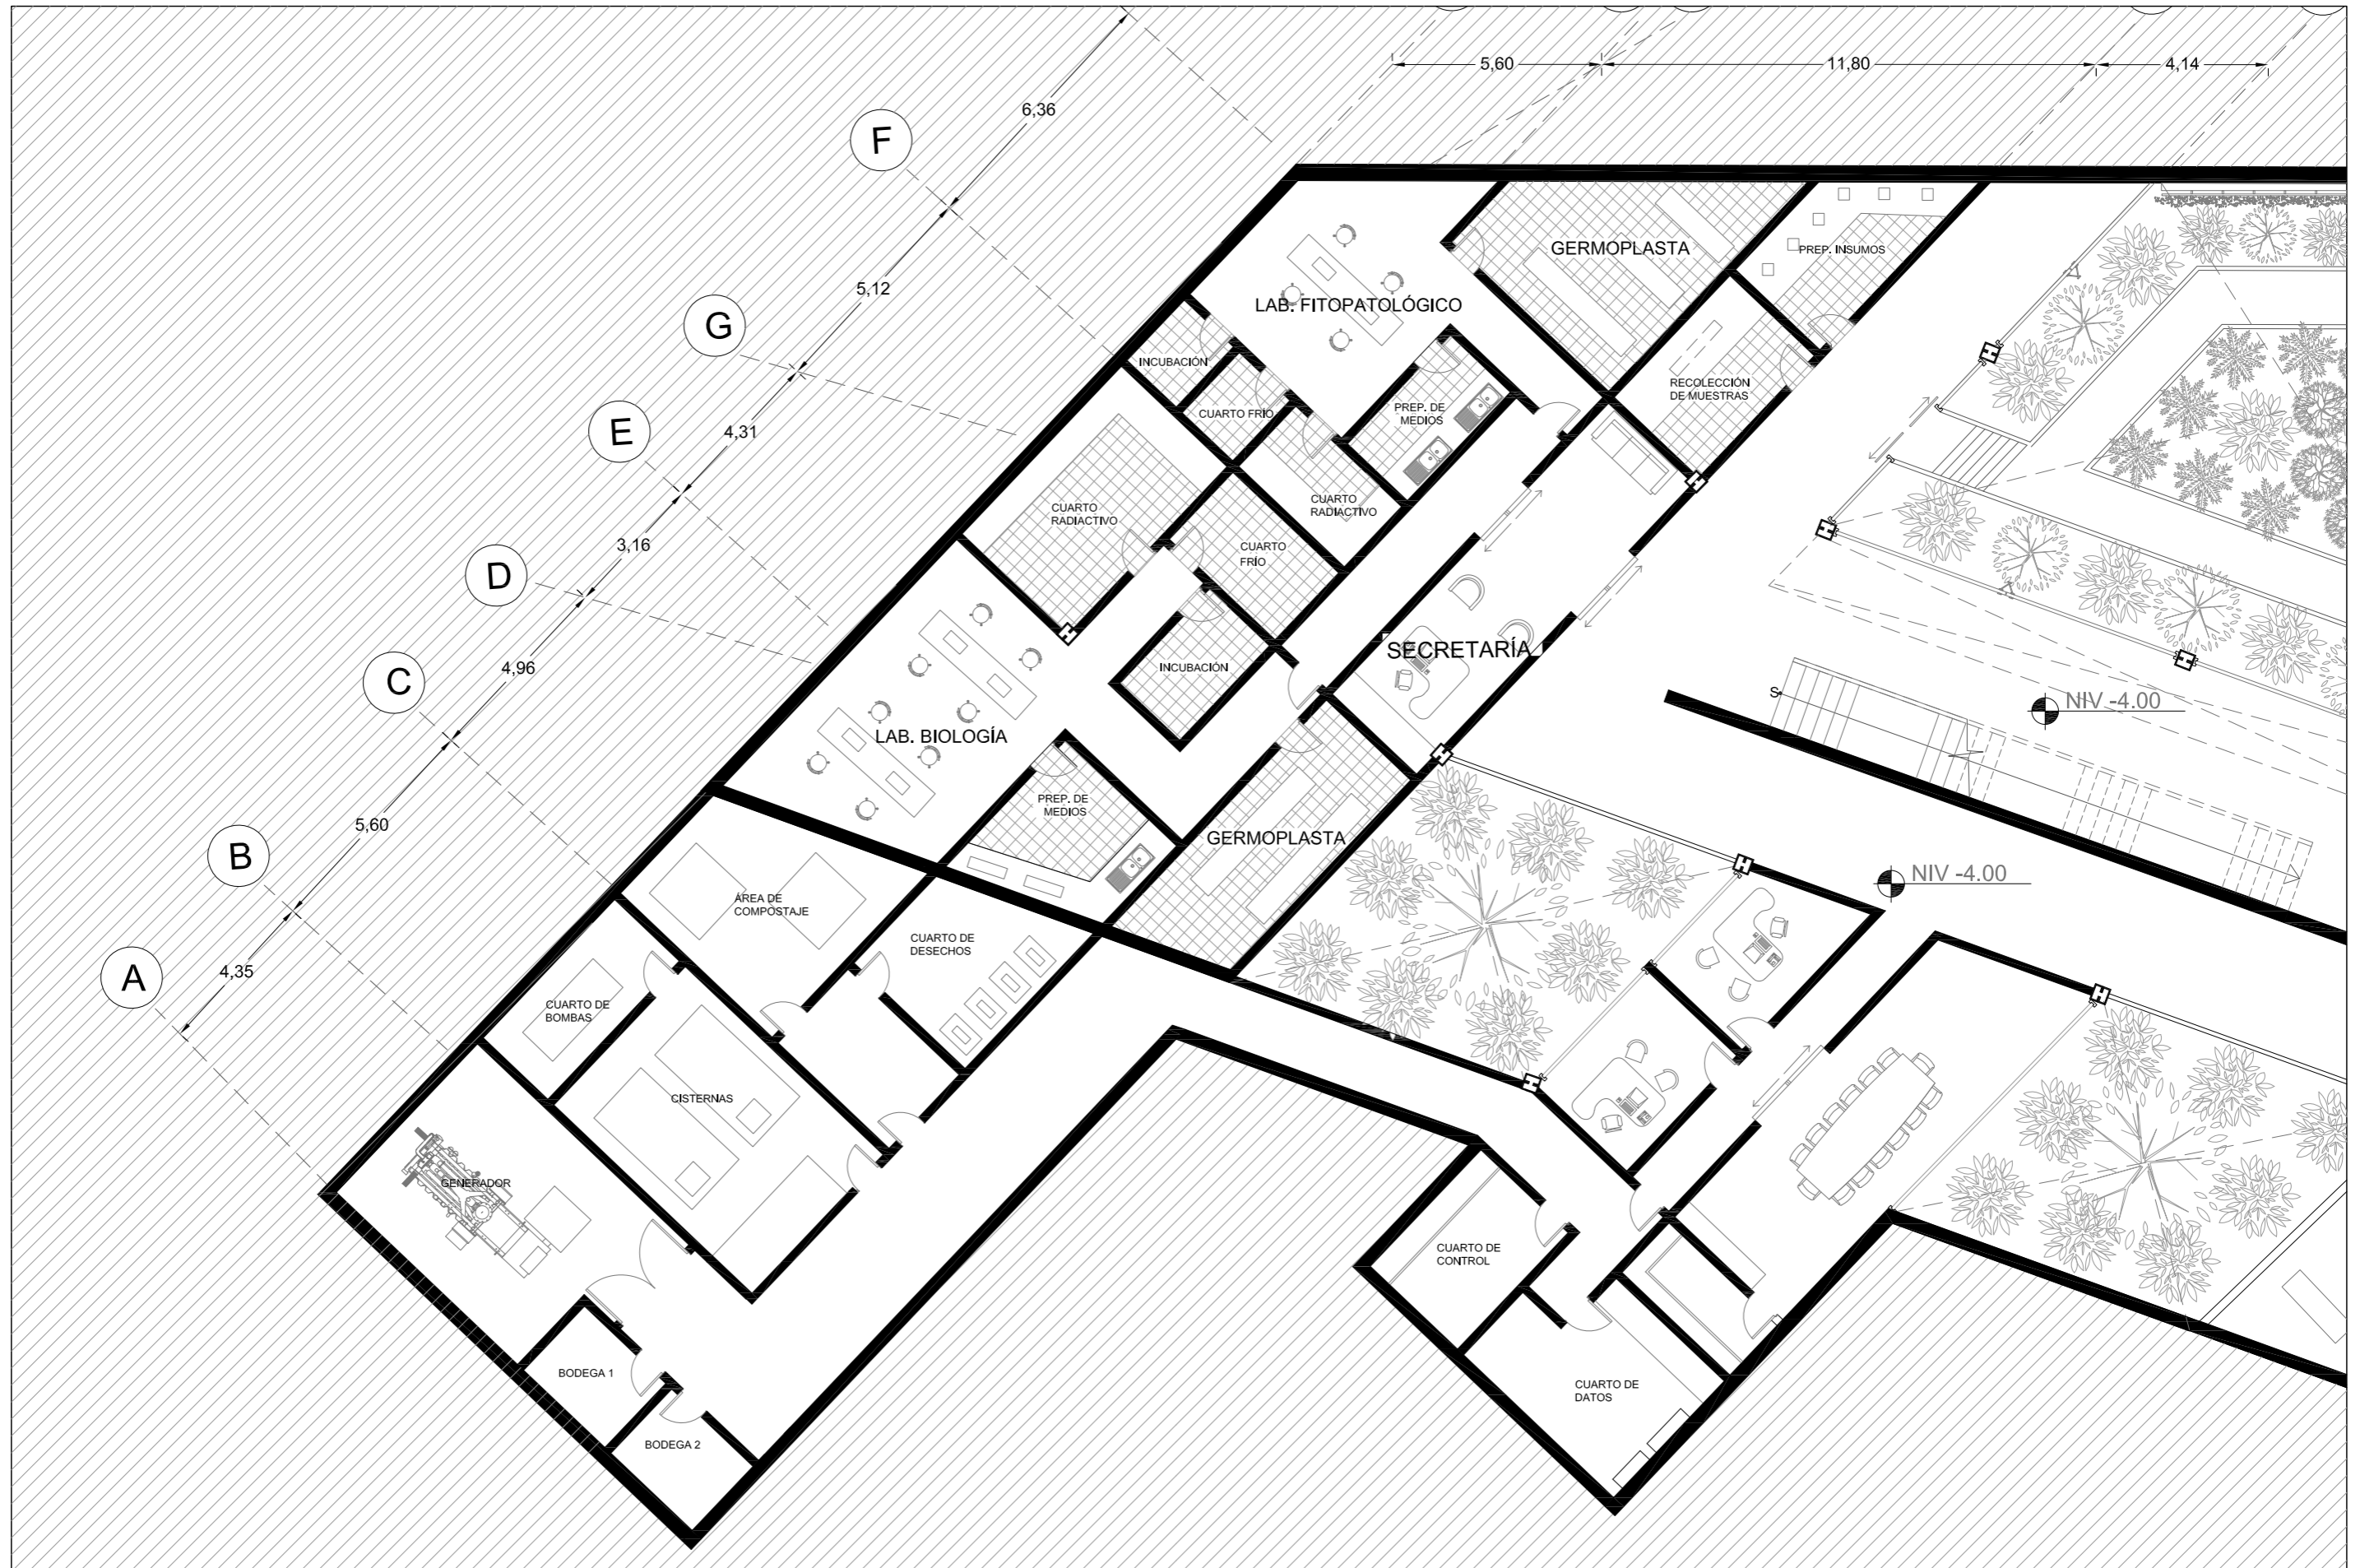 5,60
11,80
4,14
6,36
F
5,12
G
4,31
E
3,16
D
4,96
C
5,60
B
4,35
A
GERMOPLASTA
PREP. INSUMOS
LAB. FITOPATOLÓGICO
INCUBACIÓN
CUARTO FRÍO
PREP. DE
MEDIOS
RECOLECCIÓN
DE MUESTRAS
CUARTO
RADIACTIVO
CUARTO
RADIACTIVO
CUARTO
FRÍO
SECRETARÍA
INCUBACIÓN
LAB. BIOLOGÍA
S
NIV -4.00
PREP. DE
MEDIOS
GERMOPLASTA
NIV -4.00
ÁREA DE
COMPOSTAJE
CUARTO DE
DESECHOS
CUARTO DE
BOMBAS
CISTERNAS
GENERADOR
CUARTO DE
CONTROL
BODEGA 1
CUARTO DE
DATOS
BODEGA 2